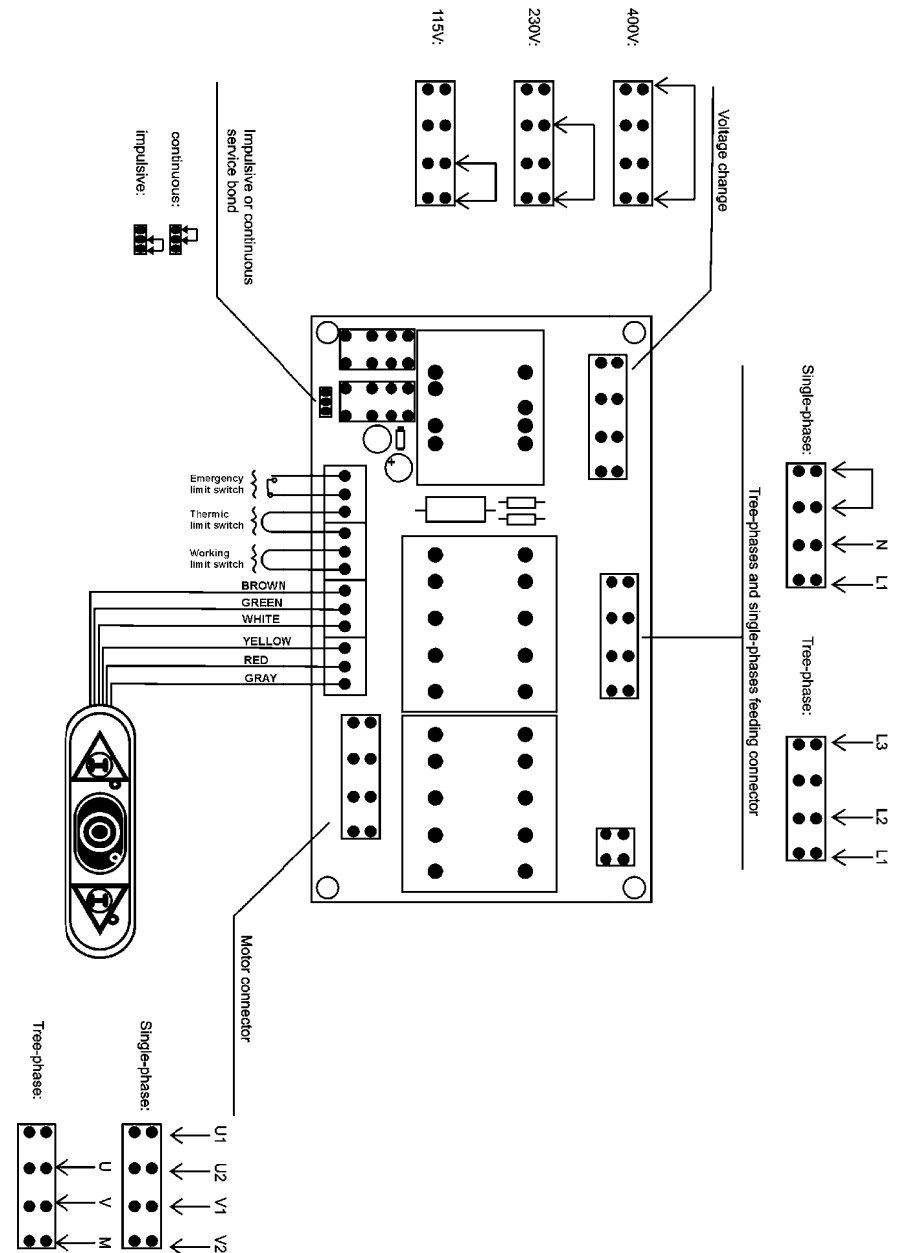 115V:
230V:
400V:
Voltage change
Impulsive or continuous
service bond
continuous:
impulsive:
Single-phase:
N
L1
Tree-phase:
L3
L2
L1
Tree-phases and single-phases feeding connector
Emergency
limit switch
Thermic
limit switch
Working
limit switch
BROWN
GREEN
WHITE
YELLOW
RED
GRAY
+
I
I
Motor connector
Single-phase:
U1
U2
V1
V2
Tree-phase:
U
V
M